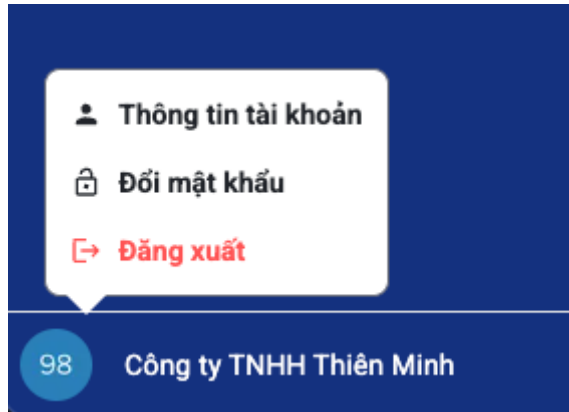 Thông tin tài khoản
Đổi mật khẩu
Đăng xuất
98 Công ty TNHH Thiên Minh